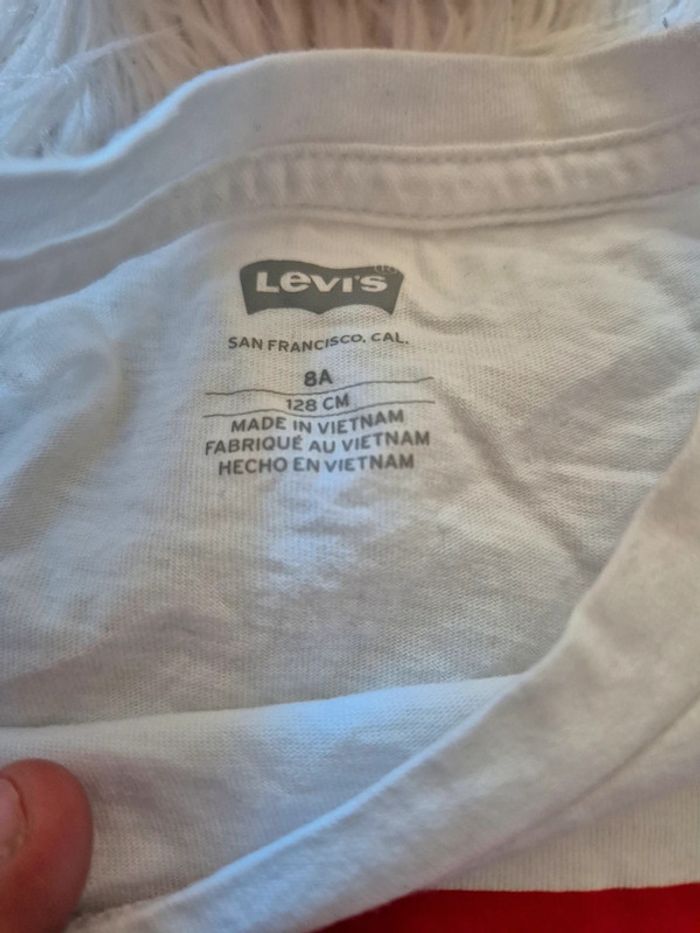 Levi's
SAN FRANCISCO, CAL.
8A
128 CM
MADE IN VIETNAM
FABRIQUÉ AU VIETNAM
HECHO EN VIETNAM